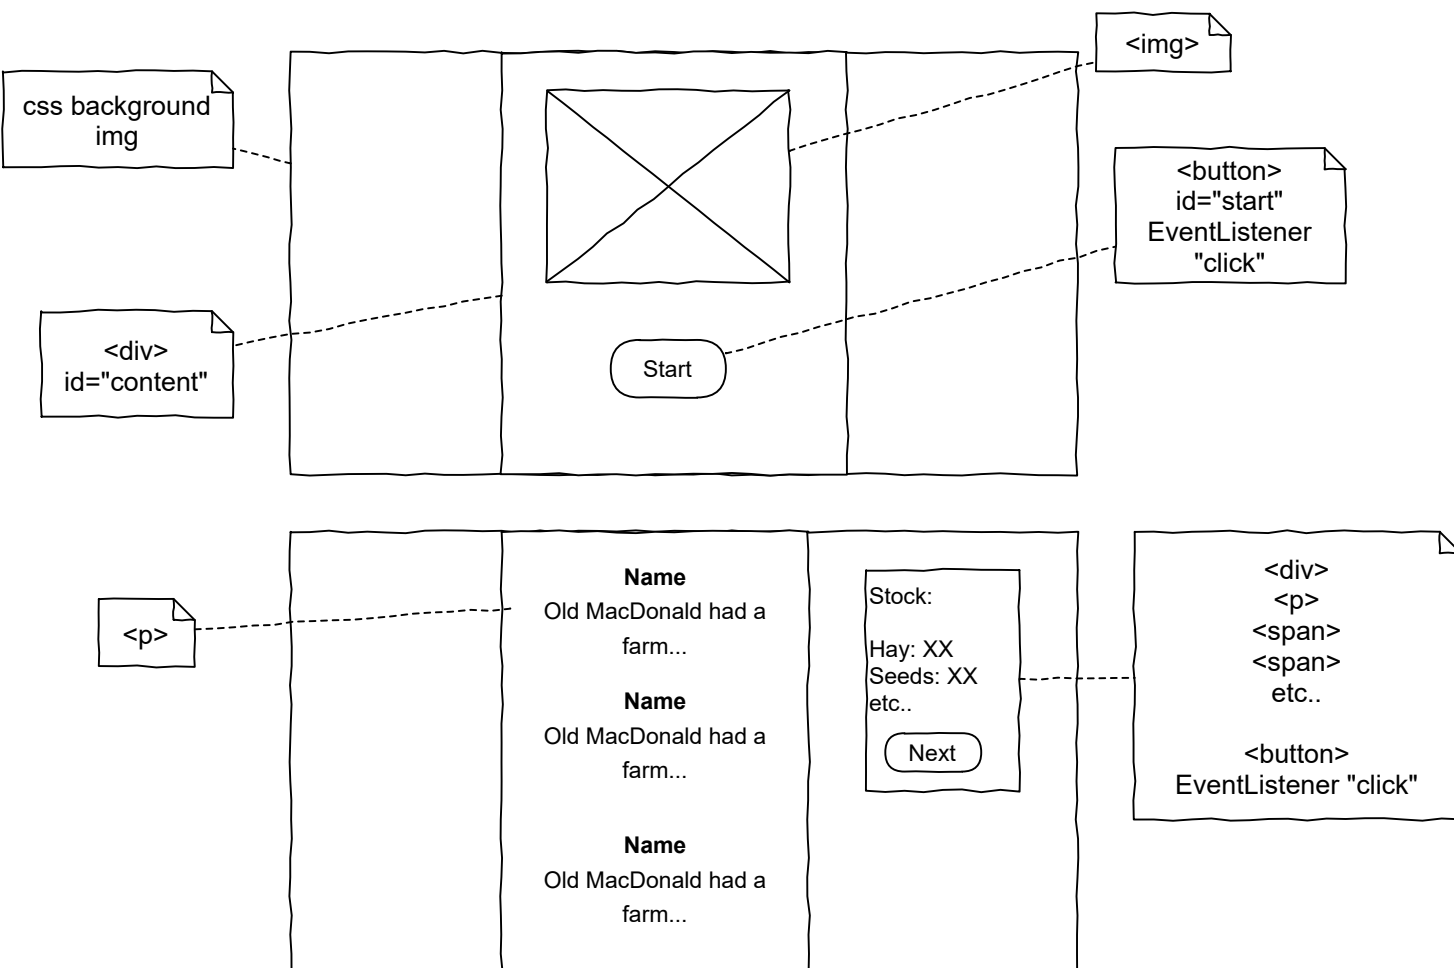 <img>
css background
img
<button>
id="start"
EventListener
"click"
<div>
id="content"
Start
Name
Old MacDonald had a
farm...
<p>
Name
Old MacDonald had a
farm...
Name
Old MacDonald had a
farm...
Stock:
Hay: XX
Seeds: XX
etc..
Next
<div>
<p>
<span>
<span>
etc..
<button>
EventListener "click"